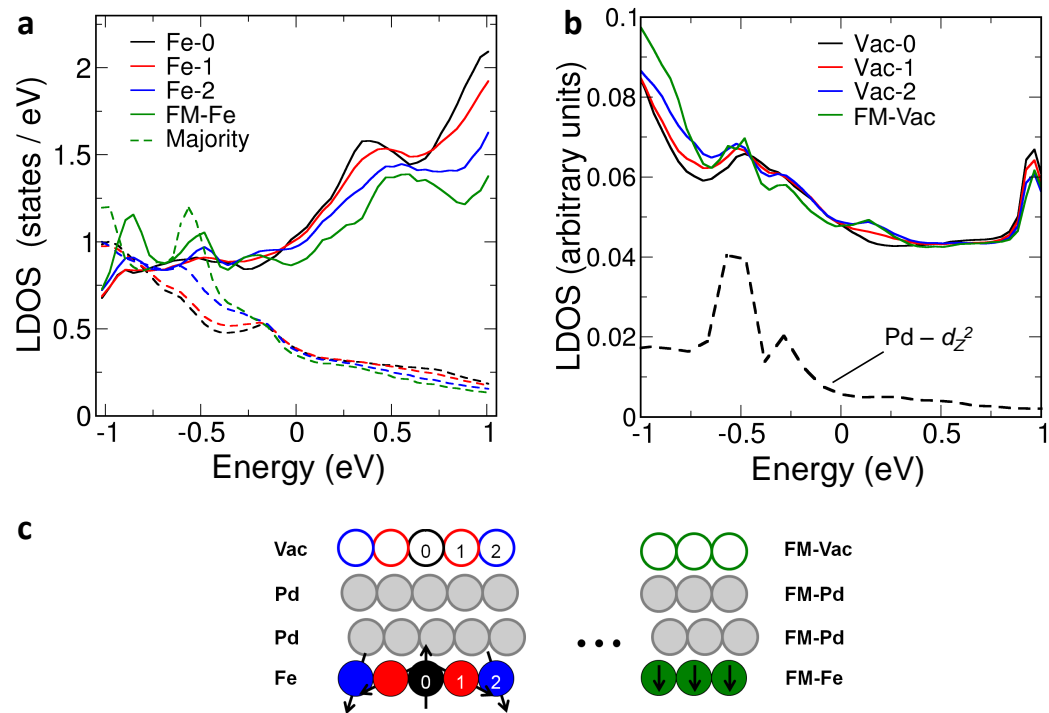 a
2
1.5
1
0.5
0
LDOS (states / eV)
Fe-0
Fe-1
Fe-2
FM-Fe
Majority
-1
-0.5
0
0.5
1
Energy (eV)
b
0.1
0.08
0.06
0.04
0.02
0
LDOS (arbitrary units)
Vac-0
Vac-1
Vac-2
FM-Vac
Pd – dZ²
-1
-0.5
0
0.5
1
Energy (eV)
c
Vac 0 1 2 FM-Vac
Pd FM-Pd
Pd ... FM-Pd
Fe 0 1 2 FM-Fe